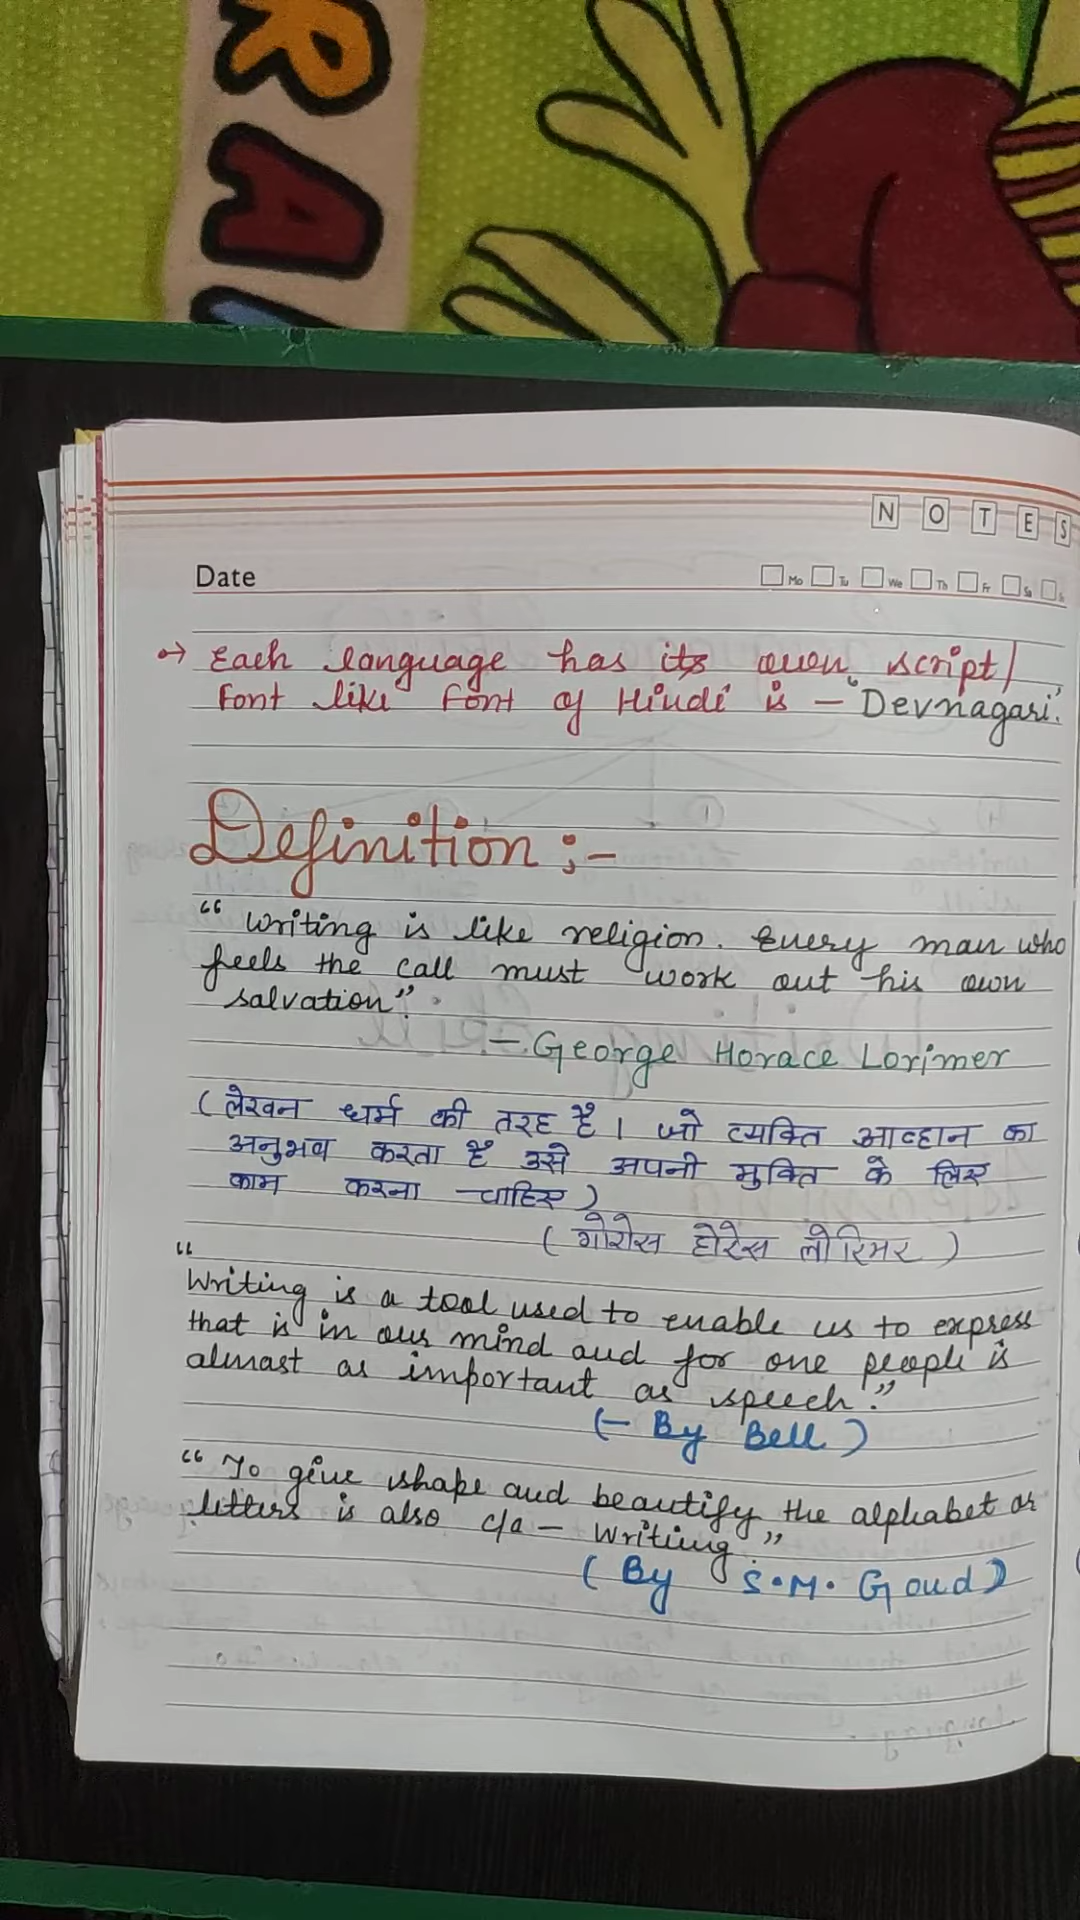 RA
NOTES
Date Mo Tu We Th Fr Sa
→ Each language has its own script/
Font like Font of Hindi is – "Devnagari".
Definition :-
"Writing is like religion. Every man who
feels the call must work out his own
salvation".
– George Horace Lorimer
(लेखन धर्म की तरह है। जो व्यक्ति आव्हान का
अनुभव करता है उसे अपनी मुक्ति के लिए
काम करना चाहिए)
(गोरोस होरेस लोरिमर)
"
Writing is a tool used to enable us to express
that is in our mind and for one people is
almost as important as speech."
(– By Bell)
"To give shape and beautify the alphabet or
letters is also c/a – Writing."
(By S.M. Goud)